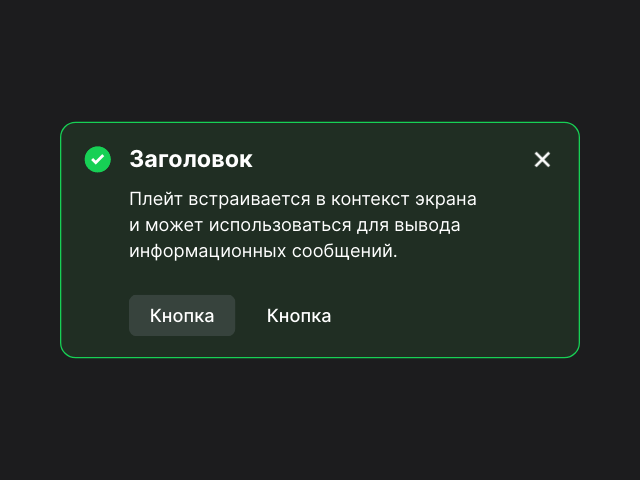 Заголовок
Плейт встраивается в контекст экрана
и может использоваться для вывода
информационных сообщений.
Кнопка Кнопка